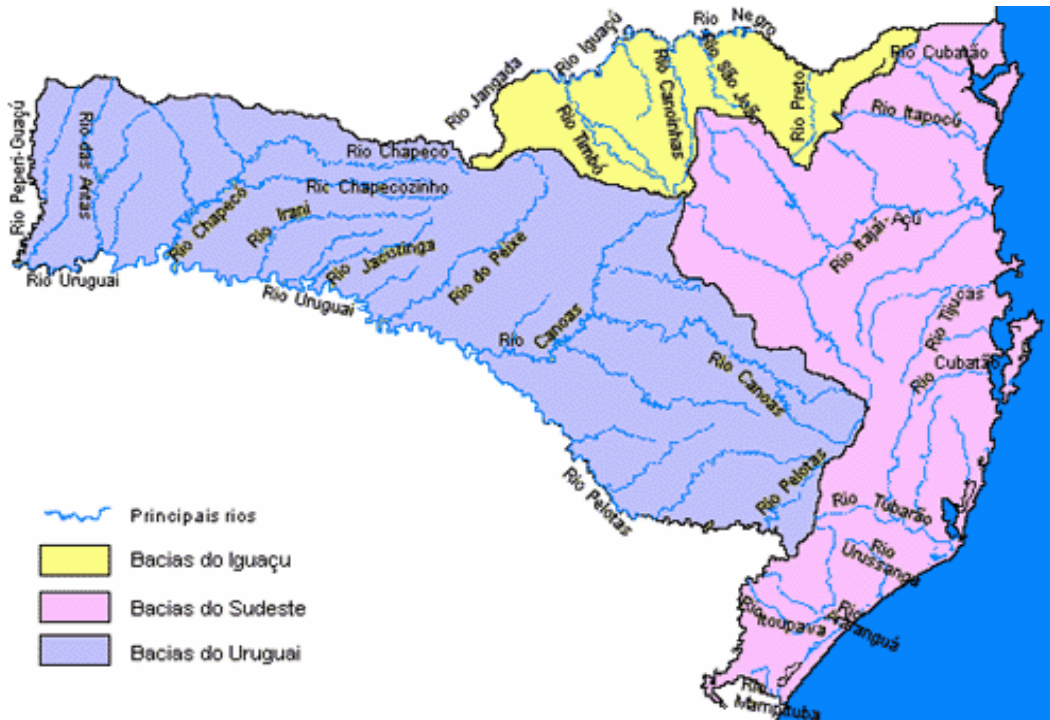 Rio Negro
Rio Iguaçú
Rio Cubatão
Rio Jangada
Rio Canoinhas
Rio São João
Rio Preto
Rio Itapocú
Rio Timbó
Rio Peperi-Guaçú
Rio das Antas
Rio Chapecó
Rio Chapecozinho
Rio Chapecó
Rio Irani
Rio Jacutinga
Rio do Peixe
Rio Itajaí-Açú
Rio Uruguai
Rio Uruguai
Rio Tijucas
Rio Cubatão
Rio Canoas
Rio Canoas
Rio Pelotas
Rio Pelotas
Rio Tubarão
Rio Urussanga
Rio Araranguá
Rio Itoupava
Rio Mampituba
Principais rios
Bacias do Iguaçu
Bacias do Sudeste
Bacias do Uruguai